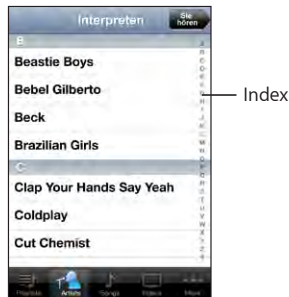 Interpreten
Sie hören
B
Beastie Boys
Bebel Gilberto
Beck
Brazilian Girls
C
Clap Your Hands Say Yeah
Coldplay
Cut Chemist
Playlists Artists Songs Videos More
Index